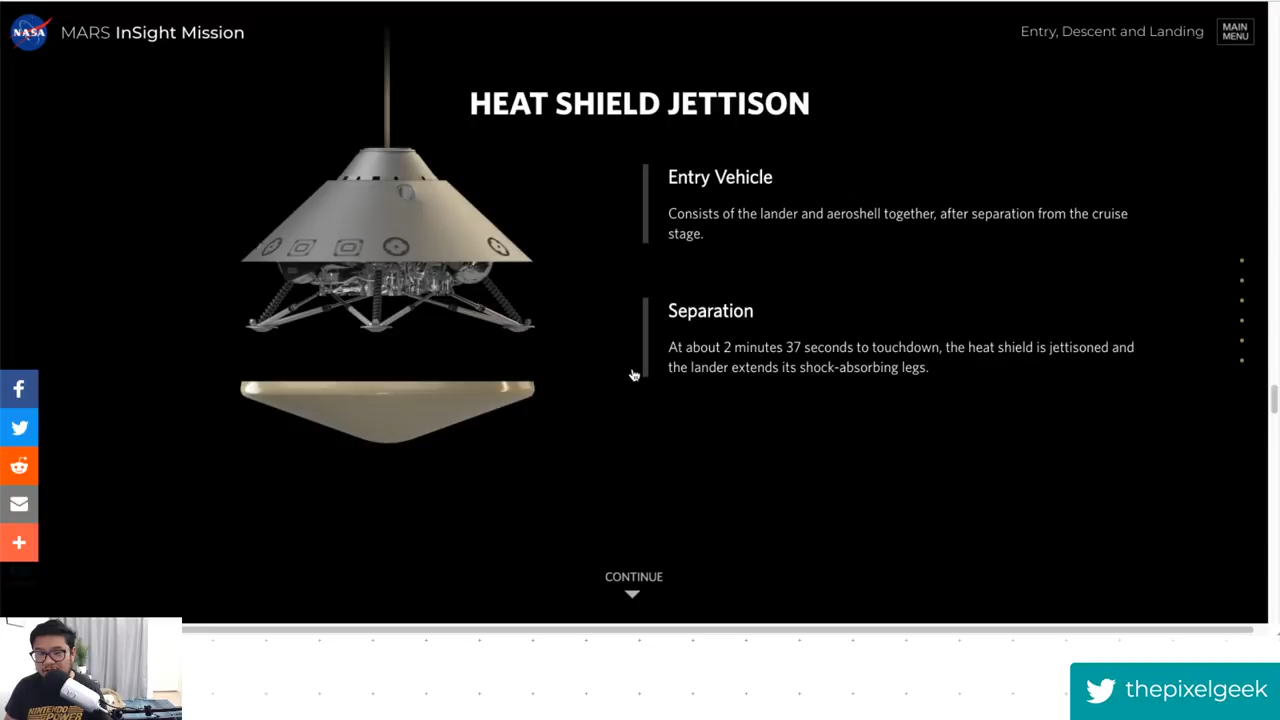 NASA
MARS InSight Mission
Entry, Descent and Landing
MAIN
MENU
HEAT SHIELD JETTISON
Entry Vehicle
Consists of the lander and aeroshell together, after separation from the cruise
stage.
Separation
At about 2 minutes 37 seconds to touchdown, the heat shield is jettisoned and
the lander extends its shock-absorbing legs.
CONTINUE
NINTENDO
POWER
thepixelgeek